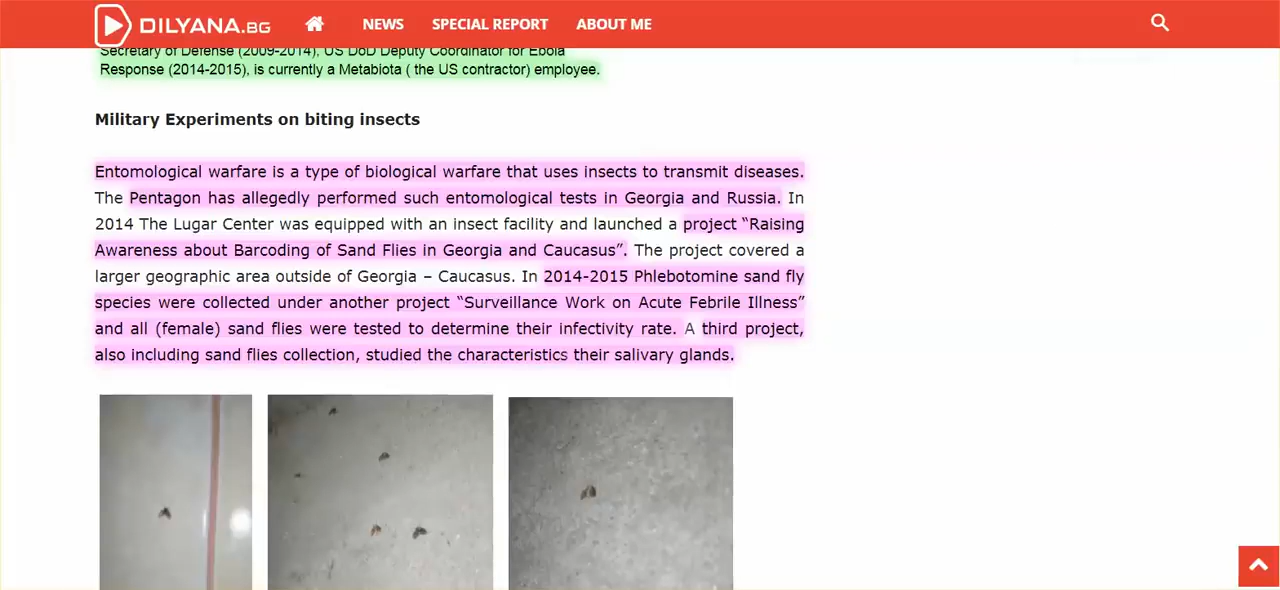 DILYANA.BG
NEWS
SPECIAL REPORT
ABOUT ME
Secretary of Defense (2009-2014), US DoD Deputy Coordinator for Ebola
Response (2014-2015), is currently a Metabiota ( the US contractor) employee.
Military Experiments on biting insects
Entomological warfare is a type of biological warfare that uses insects to transmit diseases.
The Pentagon has allegedly performed such entomological tests in Georgia and Russia. In
2014 The Lugar Center was equipped with an insect facility and launched a project “Raising
Awareness about Barcoding of Sand Flies in Georgia and Caucasus”. The project covered a
larger geographic area outside of Georgia – Caucasus. In 2014-2015 Phlebotomine sand fly
species were collected under another project “Surveillance Work on Acute Febrile Illness”
and all (female) sand flies were tested to determine their infectivity rate. A third project,
also including sand flies collection, studied the characteristics their salivary glands.